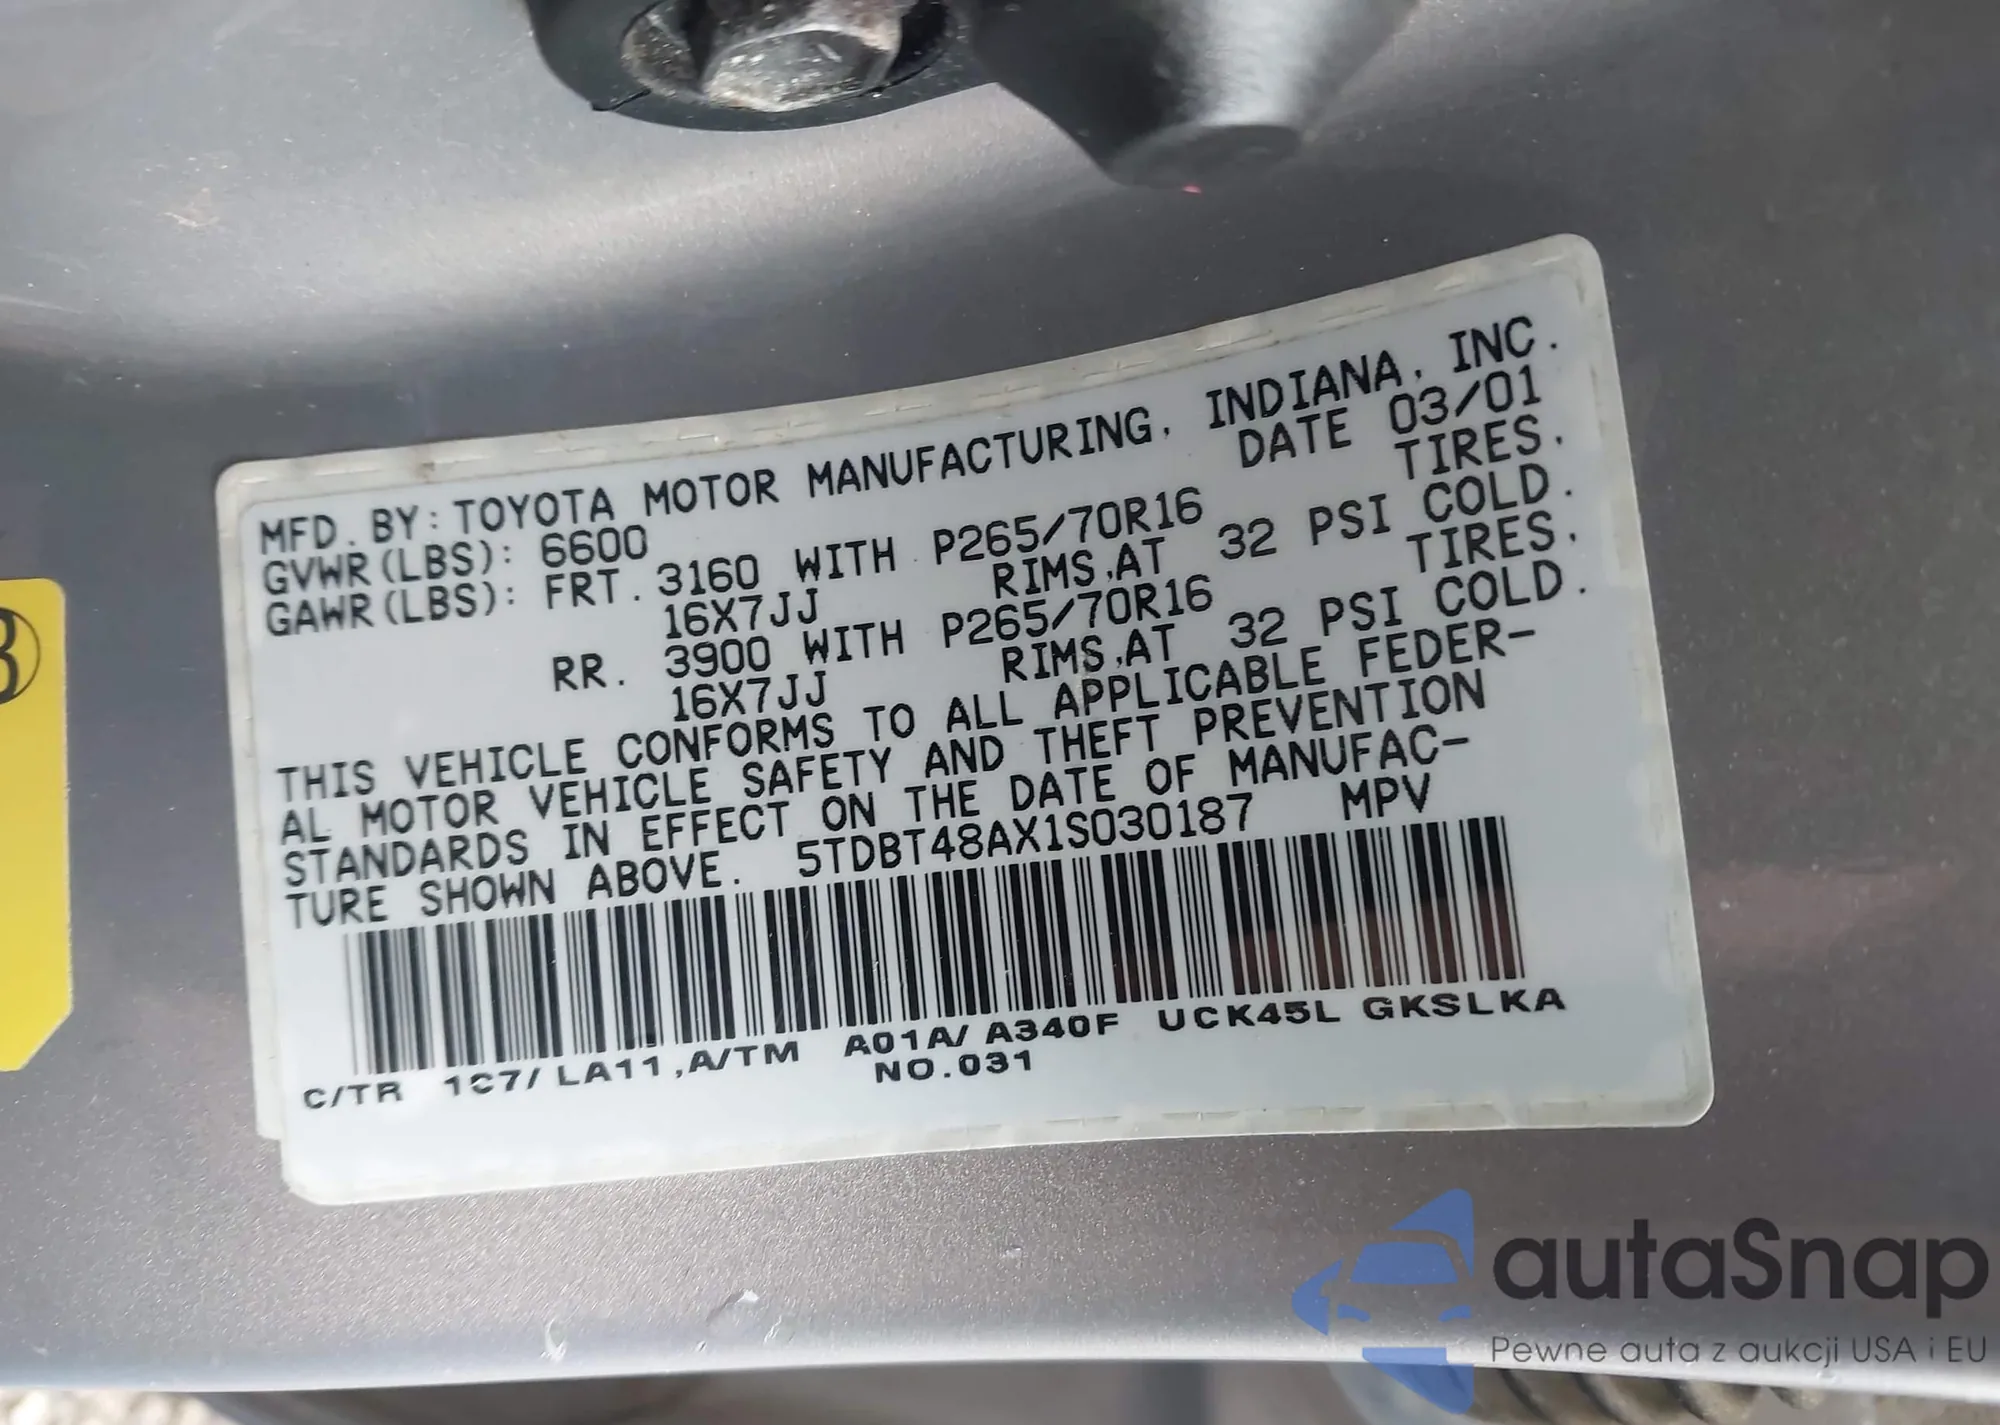 MFD. BY: TOYOTA MOTOR MANUFACTURING, INDIANA, INC.
GVWR(LBS): 6600 DATE 03/01
GAWR(LBS): FRT. 3160 WITH P265/70R16 TIRES.
16X7JJ RIMS,AT 32 PSI COLD.
RR. 3900 WITH P265/70R16 TIRES.
16X7JJ RIMS,AT 32 PSI COLD.
THIS VEHICLE CONFORMS TO ALL APPLICABLE FEDER-
AL MOTOR VEHICLE SAFETY AND THEFT PREVENTION
STANDARDS IN EFFECT ON THE DATE OF MANUFAC-
TURE SHOWN ABOVE. 5TDBT48AX1S030187 MPV
C/TR 1C7/LA11,A/TM A01A/A340F UCK45L GKSLKA
NO.031
autaSnap
Pewne auta z aukcji USA i EU